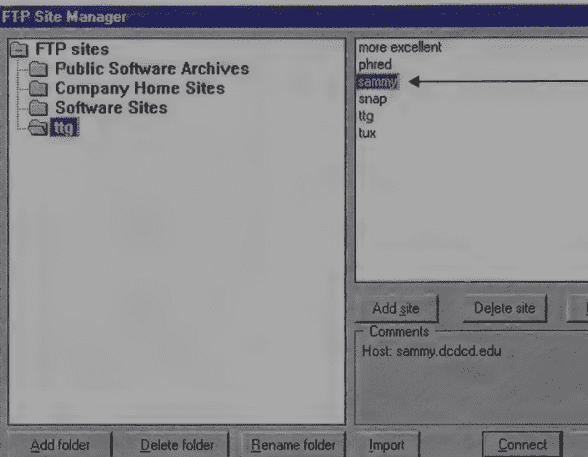 FTP Site Manager
FTP sites
Public Software Archives
Company Home Sites
Software Sites
ttg
more excellent
phred
sammy
snap
ttg
tux
Add site
Delete site
Comments
Host: sammy.dcdcd.edu
Add folder
Delete folder
Rename folder
Import
Connect